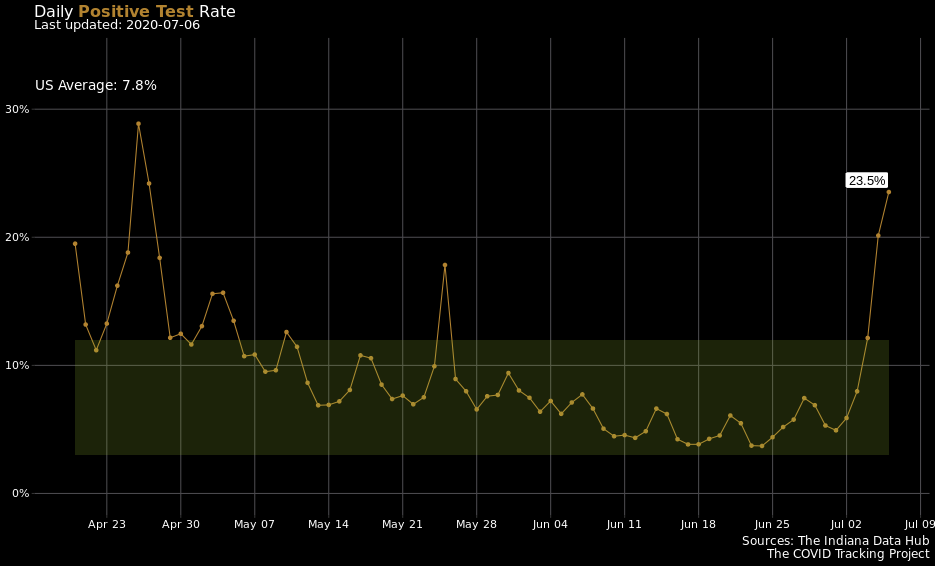 Daily Positive Test Rate
Last updated: 2020-07-06
US Average: 7.8%
30%
23.5%
20%
10%
0%
Apr 23 Apr 30 May 07 May 14 May 21 May 28 Jun 04 Jun 11 Jun 18 Jun 25 Jul 02 Jul 09
Sources: The Indiana Data Hub
The COVID Tracking Project